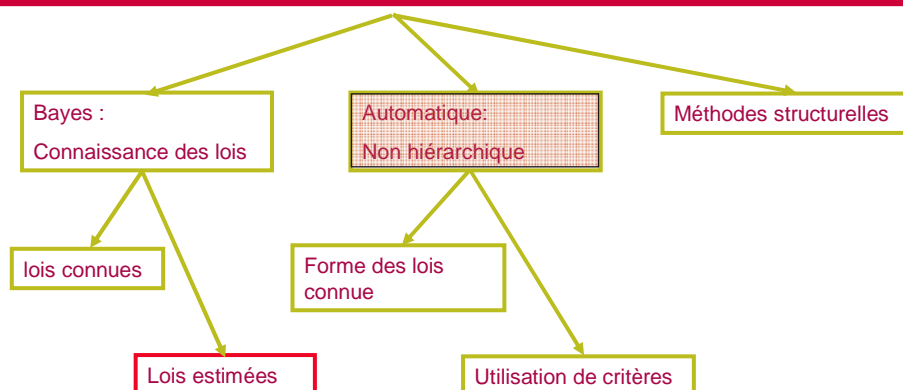 Bayes :
Connaissance des lois
Automatique:
Non hiérarchique
Méthodes structurelles
lois connues
Forme des lois
connue
Lois estimées
Utilisation de critères